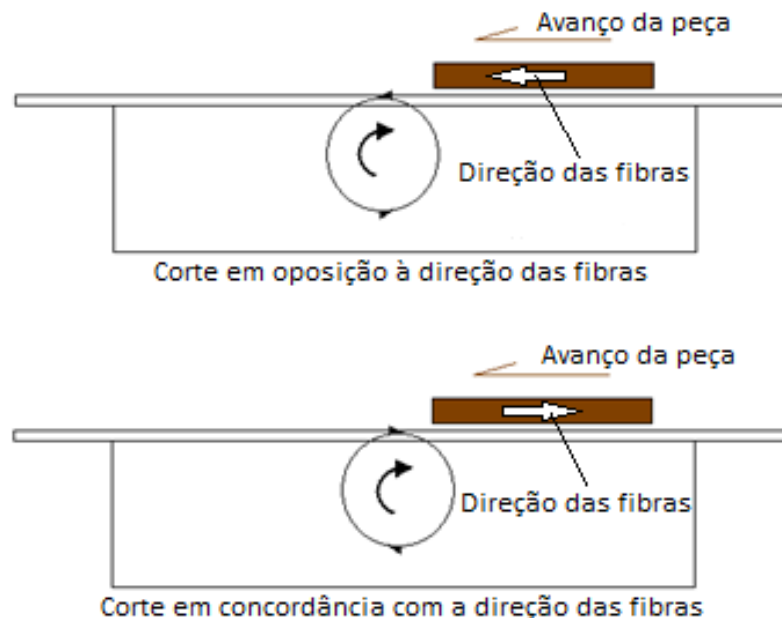 Avanço da peça
Direção das fibras
Corte em oposição à direção das fibras
Avanço da peça
Direção das fibras
Corte em concordância com a direção das fibras